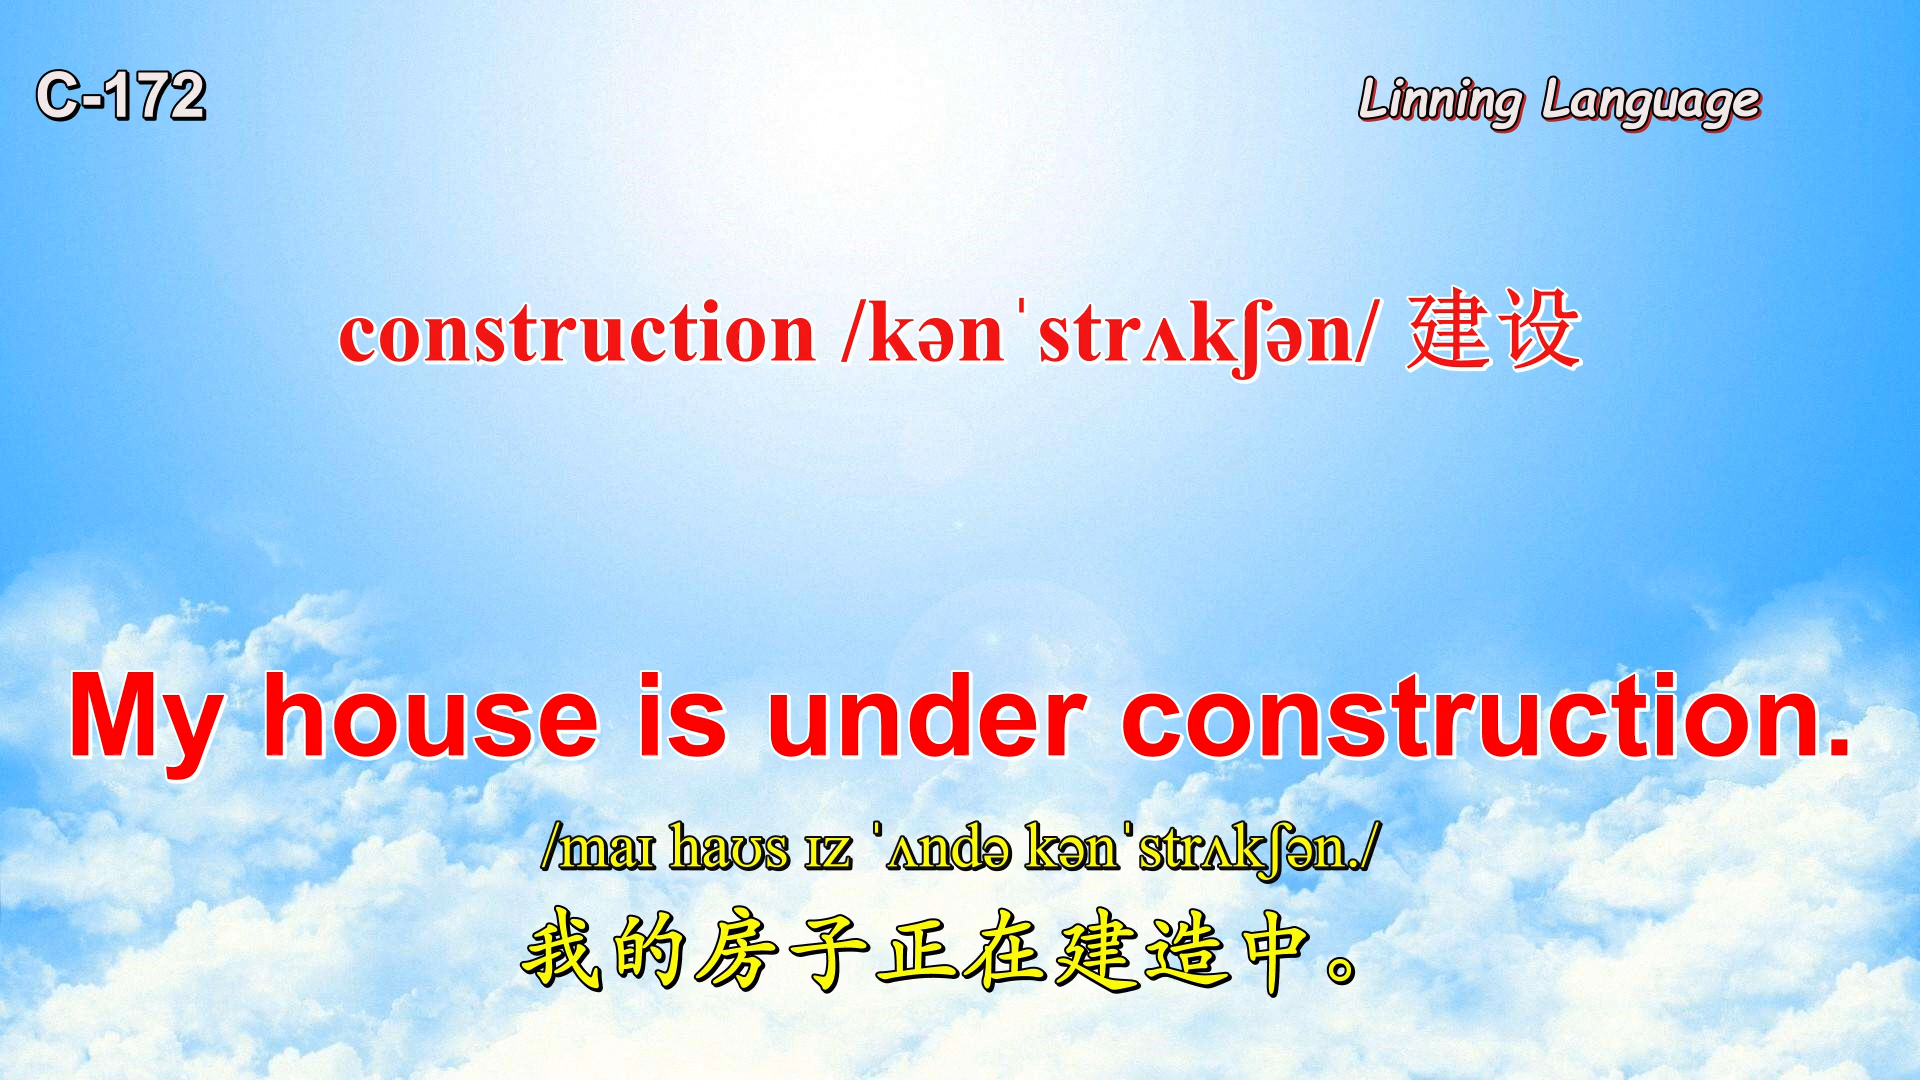 C-172
Linning Language
construction /kənˈstrʌkʃən/ 建设
My house is under construction.
/maɪ haʊs ɪz ˈʌndə kənˈstrʌkʃən./
我的房子正在建造中。